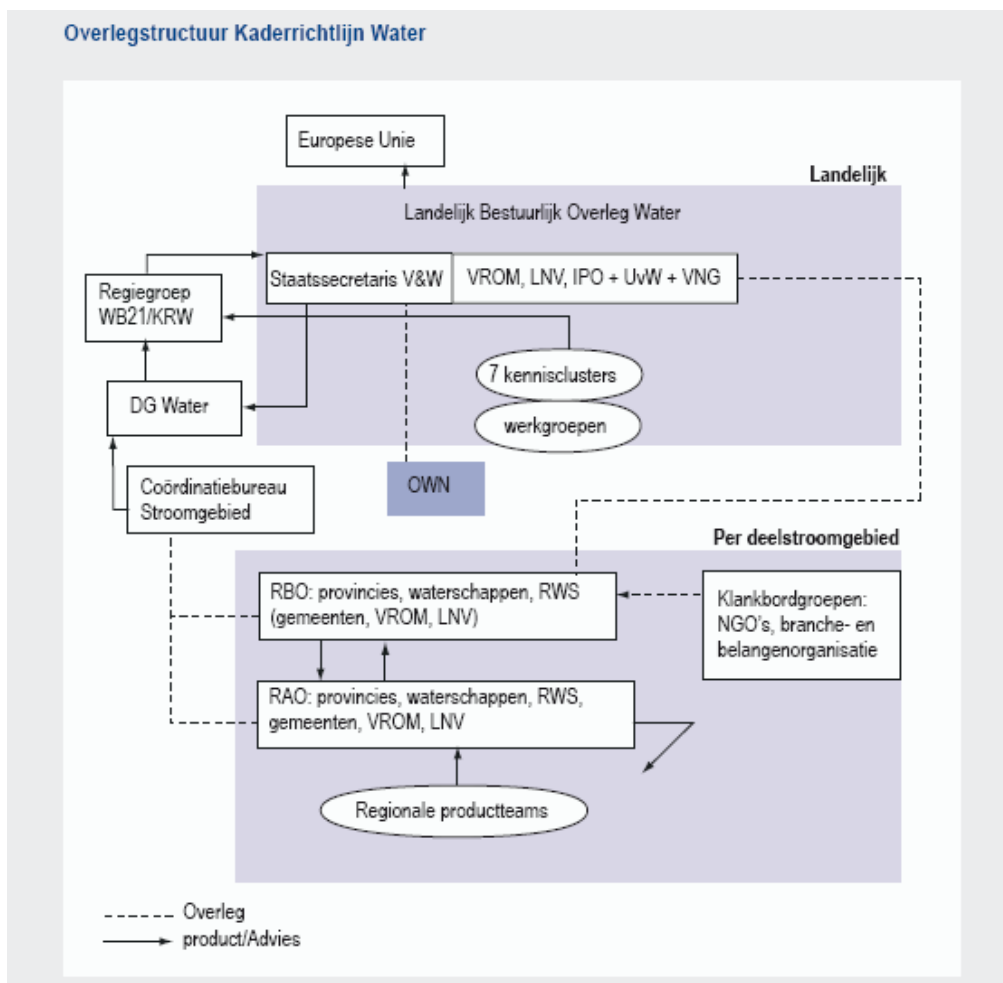 Overlegstructuur Kaderrichtlijn Water
Europese Unie
Landelijk
Landelijk Bestuurlijk Overleg Water
Staatssecretaris V&W
VROM, LNV, IPO + UvW + VNG
Regiegroep
WB21/KRW
7 kennisclusters
DG Water
werkgroepen
Coördinatiebureau
Stroomgebied
OWN
Per deelstroomgebied
RBO: provincies, waterschappen, RWS
(gemeenten, VROM, LNV)
Klankbordgroepen:
NGO's, branche- en
belangenorganisatie
RAO: provincies, waterschappen, RWS,
gemeenten, VROM, LNV
Regionale productteams
Overleg
product/Advies